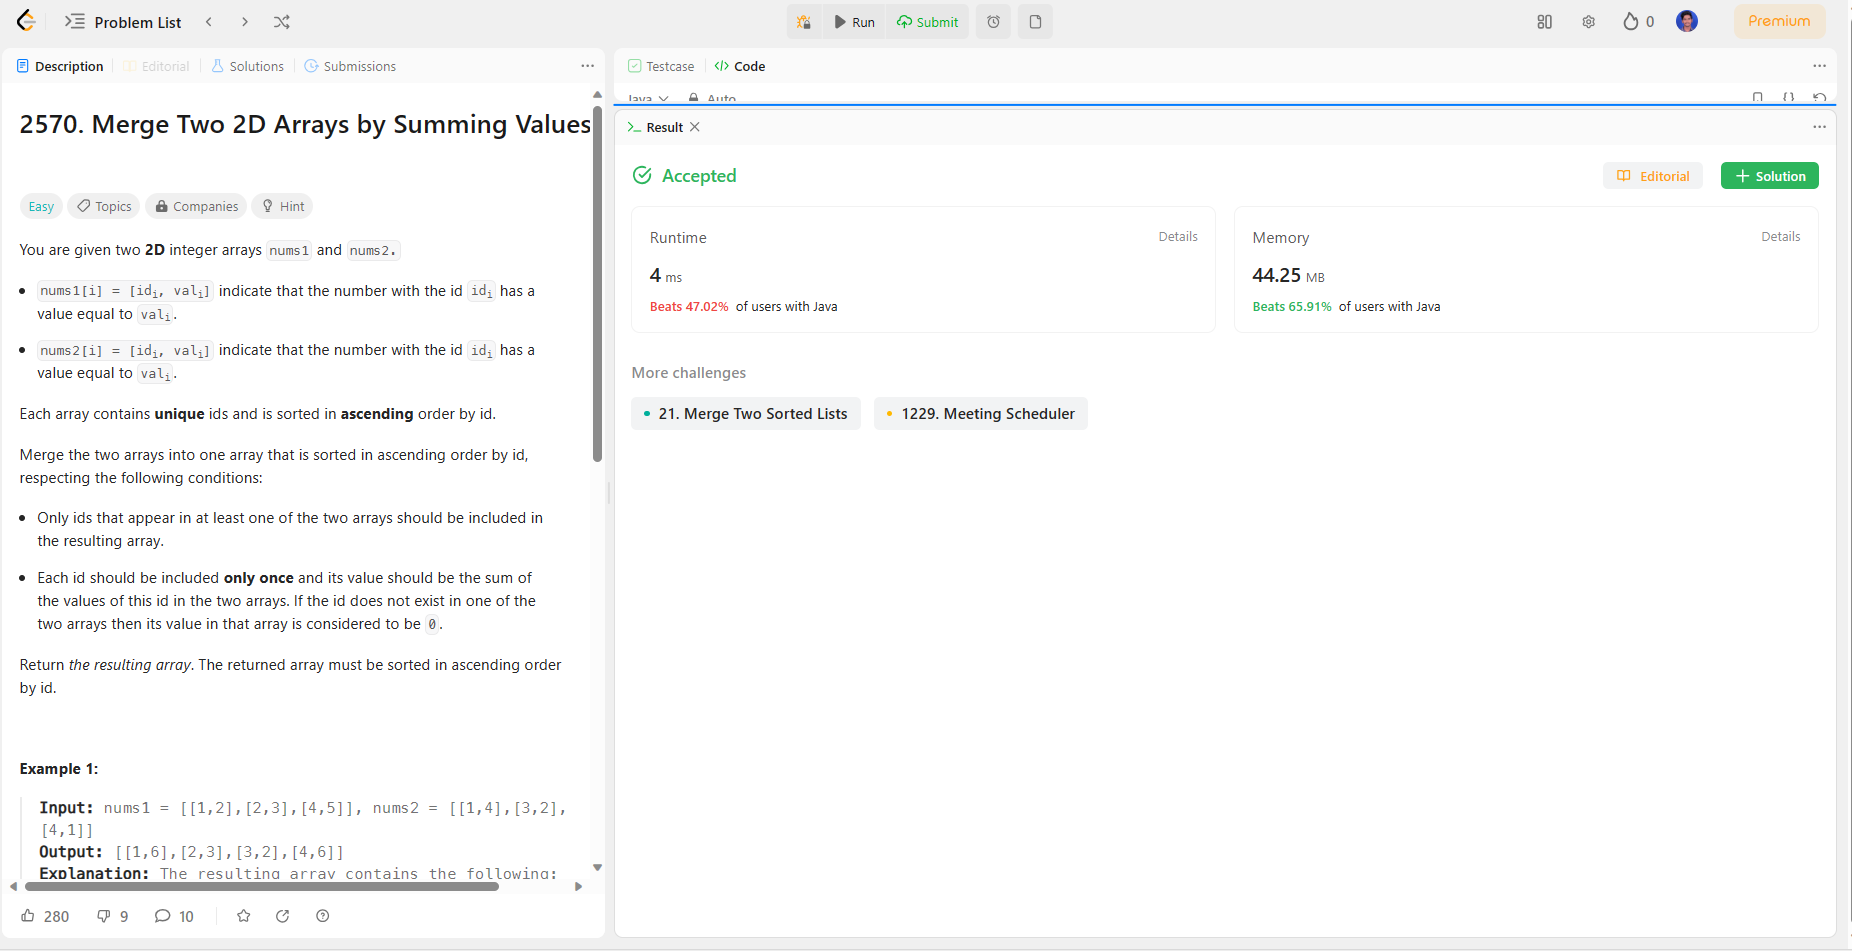 Problem List
Run
Submit
0
Premium
Description
Editorial
Solutions
Submissions
2570. Merge Two 2D Arrays by Summing Values
Easy
Topics
Companies
Hint
You are given two 2D integer arrays nums1 and nums2.
nums1[i] = [idi, vali] indicate that the number with the id idi has a
value equal to vali.
nums2[i] = [idi, vali] indicate that the number with the id idi has a
value equal to vali.
Each array contains unique ids and is sorted in ascending order by id.
Merge the two arrays into one array that is sorted in ascending order by id,
respecting the following conditions:
Only ids that appear in at least one of the two arrays should be included in
the resulting array.
Each id should be included only once and its value should be the sum of
the values of this id in the two arrays. If the id does not exist in one of the
two arrays then its value in that array is considered to be 0.
Return the resulting array. The returned array must be sorted in ascending order
by id.
Example 1:
Input: nums1 = [[1,2],[2,3],[4,5]], nums2 = [[1,4],[3,2],
[4,1]]
Output: [[1,6],[2,3],[3,2],[4,6]]
Explanation: The resulting array contains the following:
280
9
10
Testcase
Code
Java
Auto
Result
Accepted
Editorial
Solution
Runtime
Details
4 ms
Beats 47.02% of users with Java
Memory
Details
44.25 MB
Beats 65.91% of users with Java
More challenges
21. Merge Two Sorted Lists
1229. Meeting Scheduler